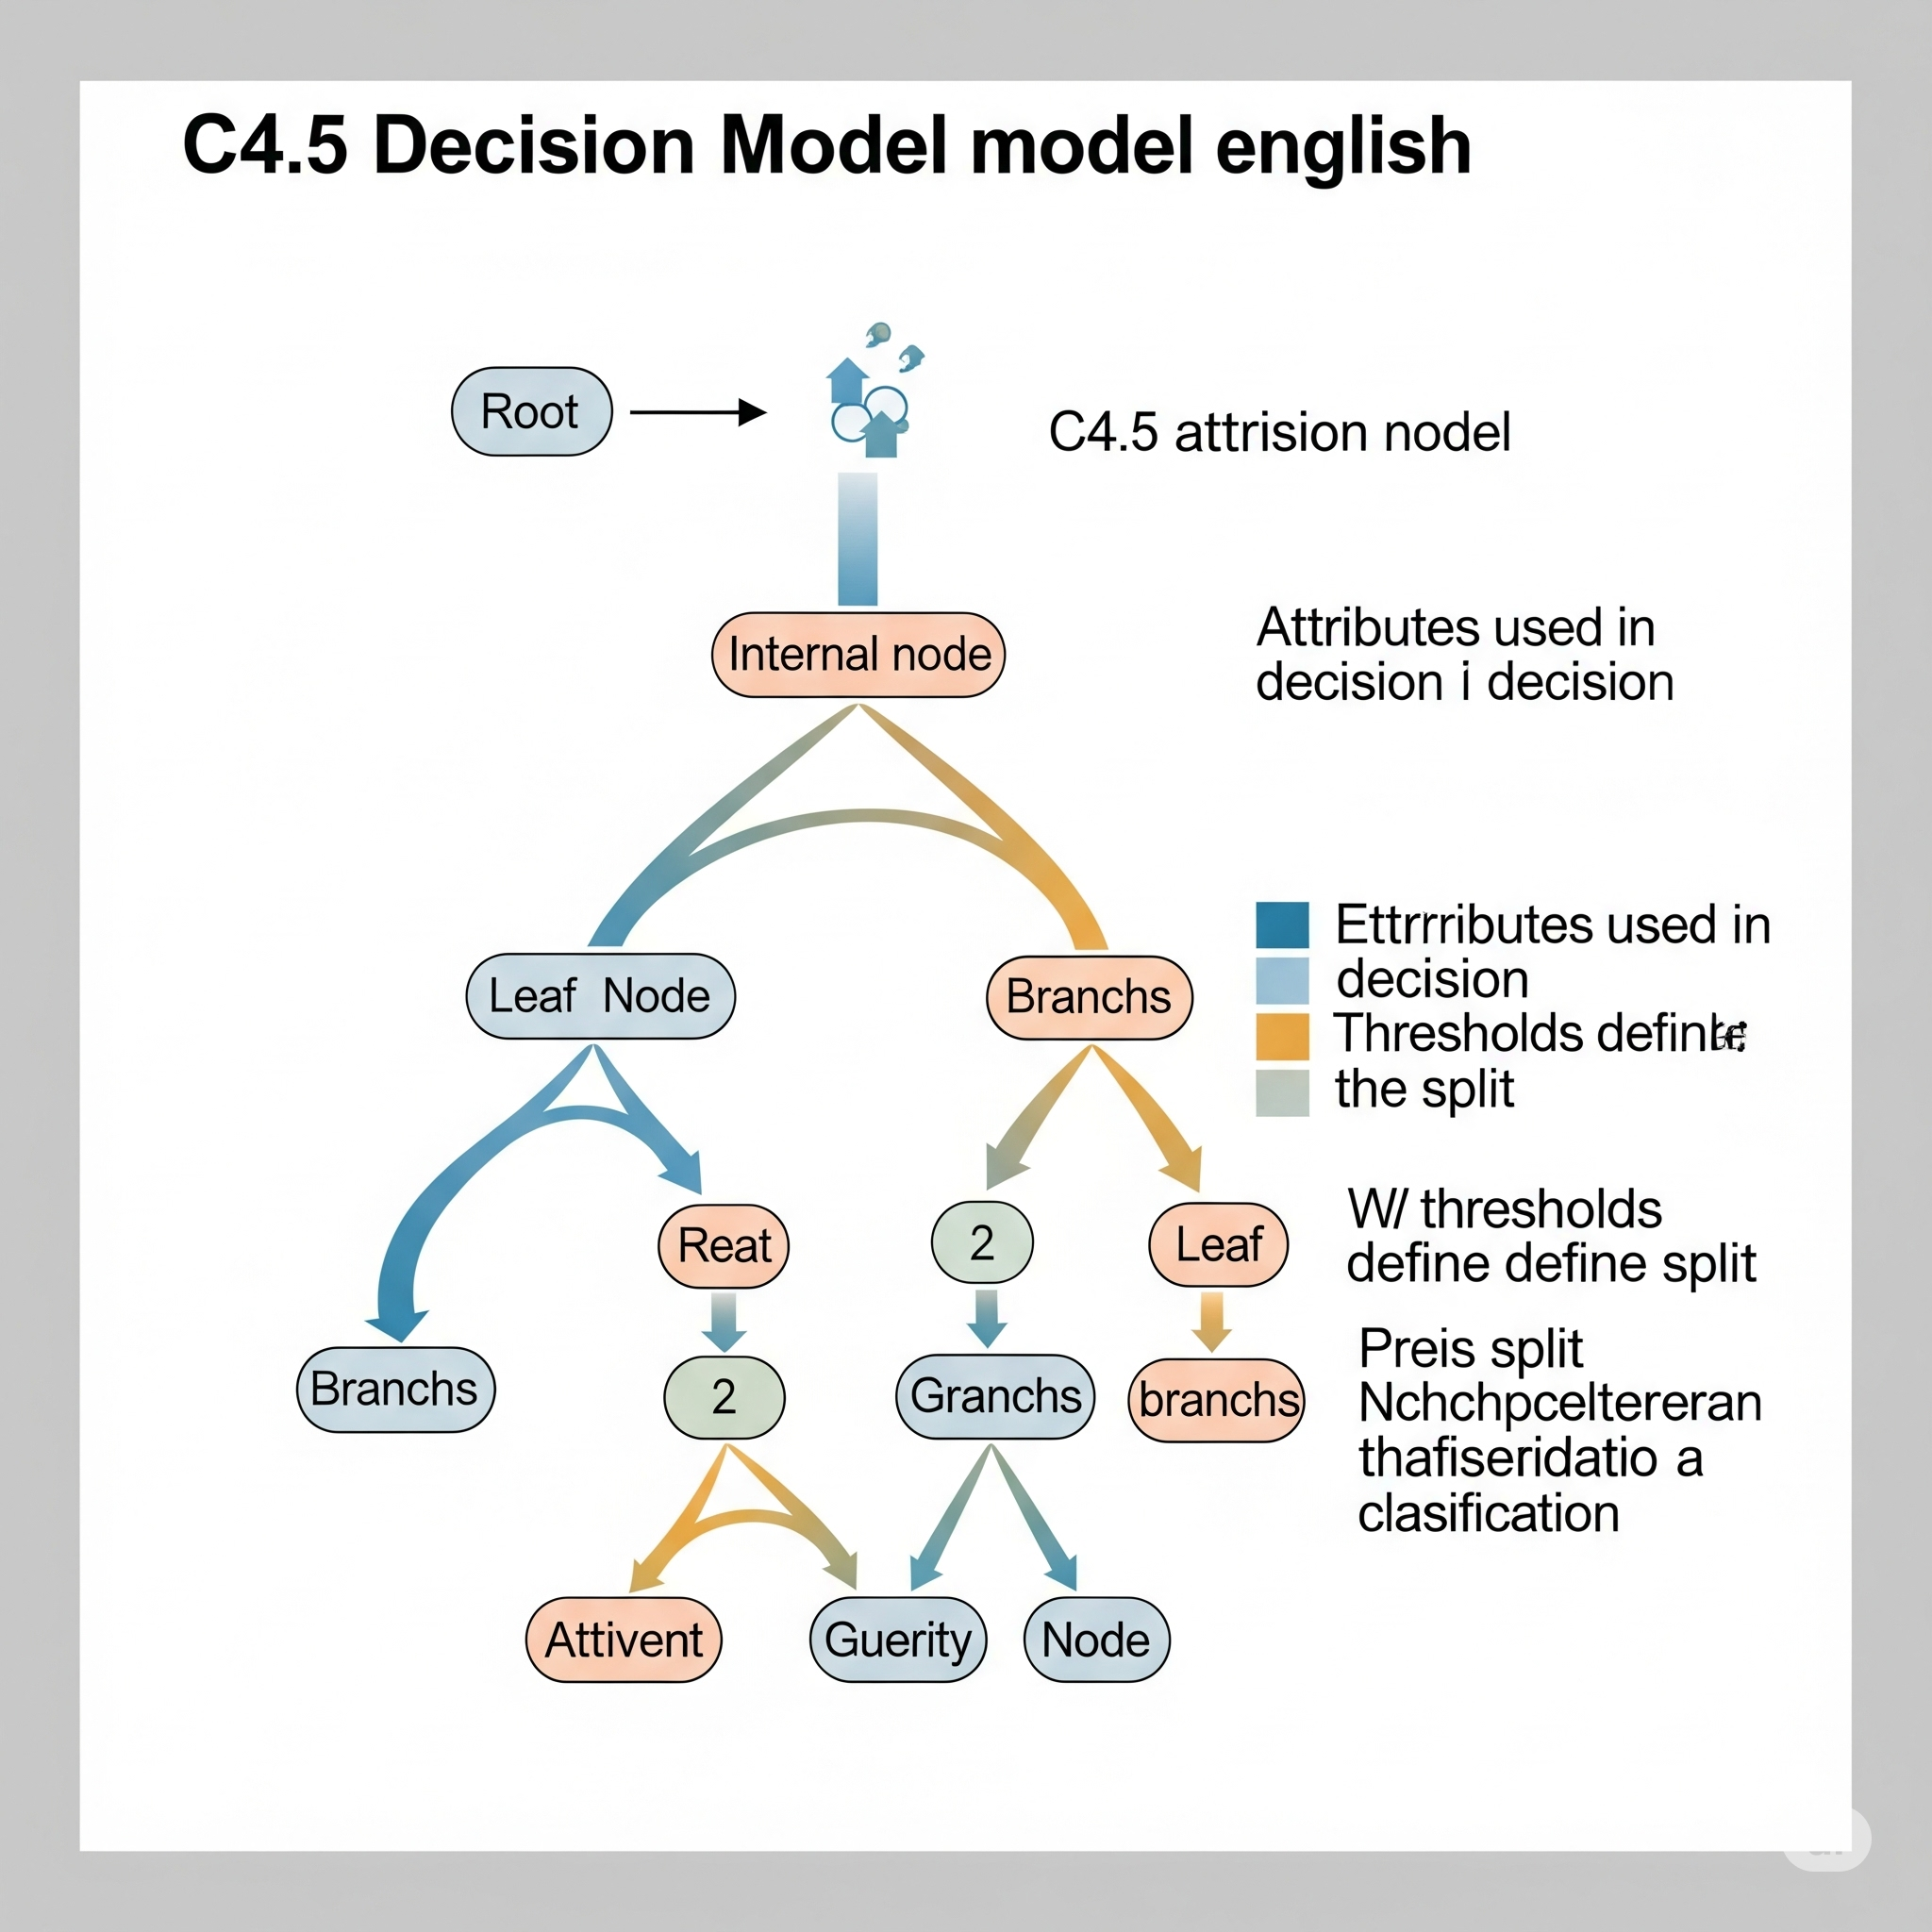 C4.5 Decision Model model english
Root
C4.5 attrision nodel
Internal node
Attributes used in
decision i decision
Leaf Node
Branchs
Ettrrributes used in
decision
Thresholds define
the split
Reat
2
Leaf
W/ thresholds
define define split
Branchs
2
Granchs
branchs
Preis split
Nchchpceltereran
thafiseridatio a
clasification
Attivent
Guerity
Node